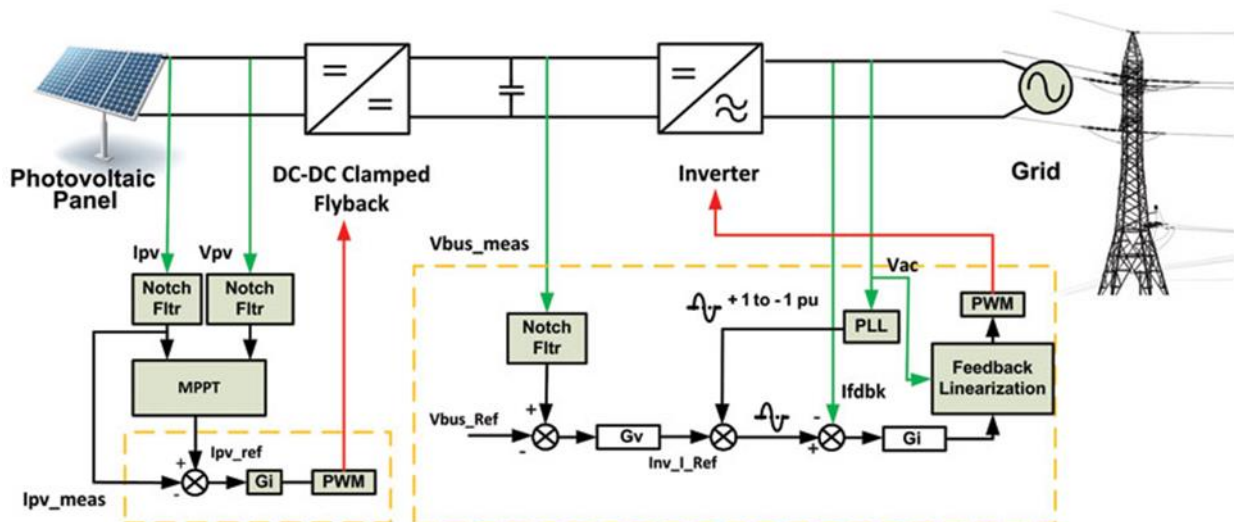 Photovoltaic
Panel
DC-DC Clamped
Flyback
Inverter
Grid
Ipv
Vpv
Vbus_meas
Vac
Notch
Fltr
Notch
Fltr
+ 1 to - 1 pu
PLL
PWM
Notch
Fltr
MPPT
Feedback
Linearization
Ifdbk
Vbus_Ref
+
-
Gv
Inv_I_Ref
-
+
Gi
Ipv_ref
+
-
Gi
PWM
Ipv_meas